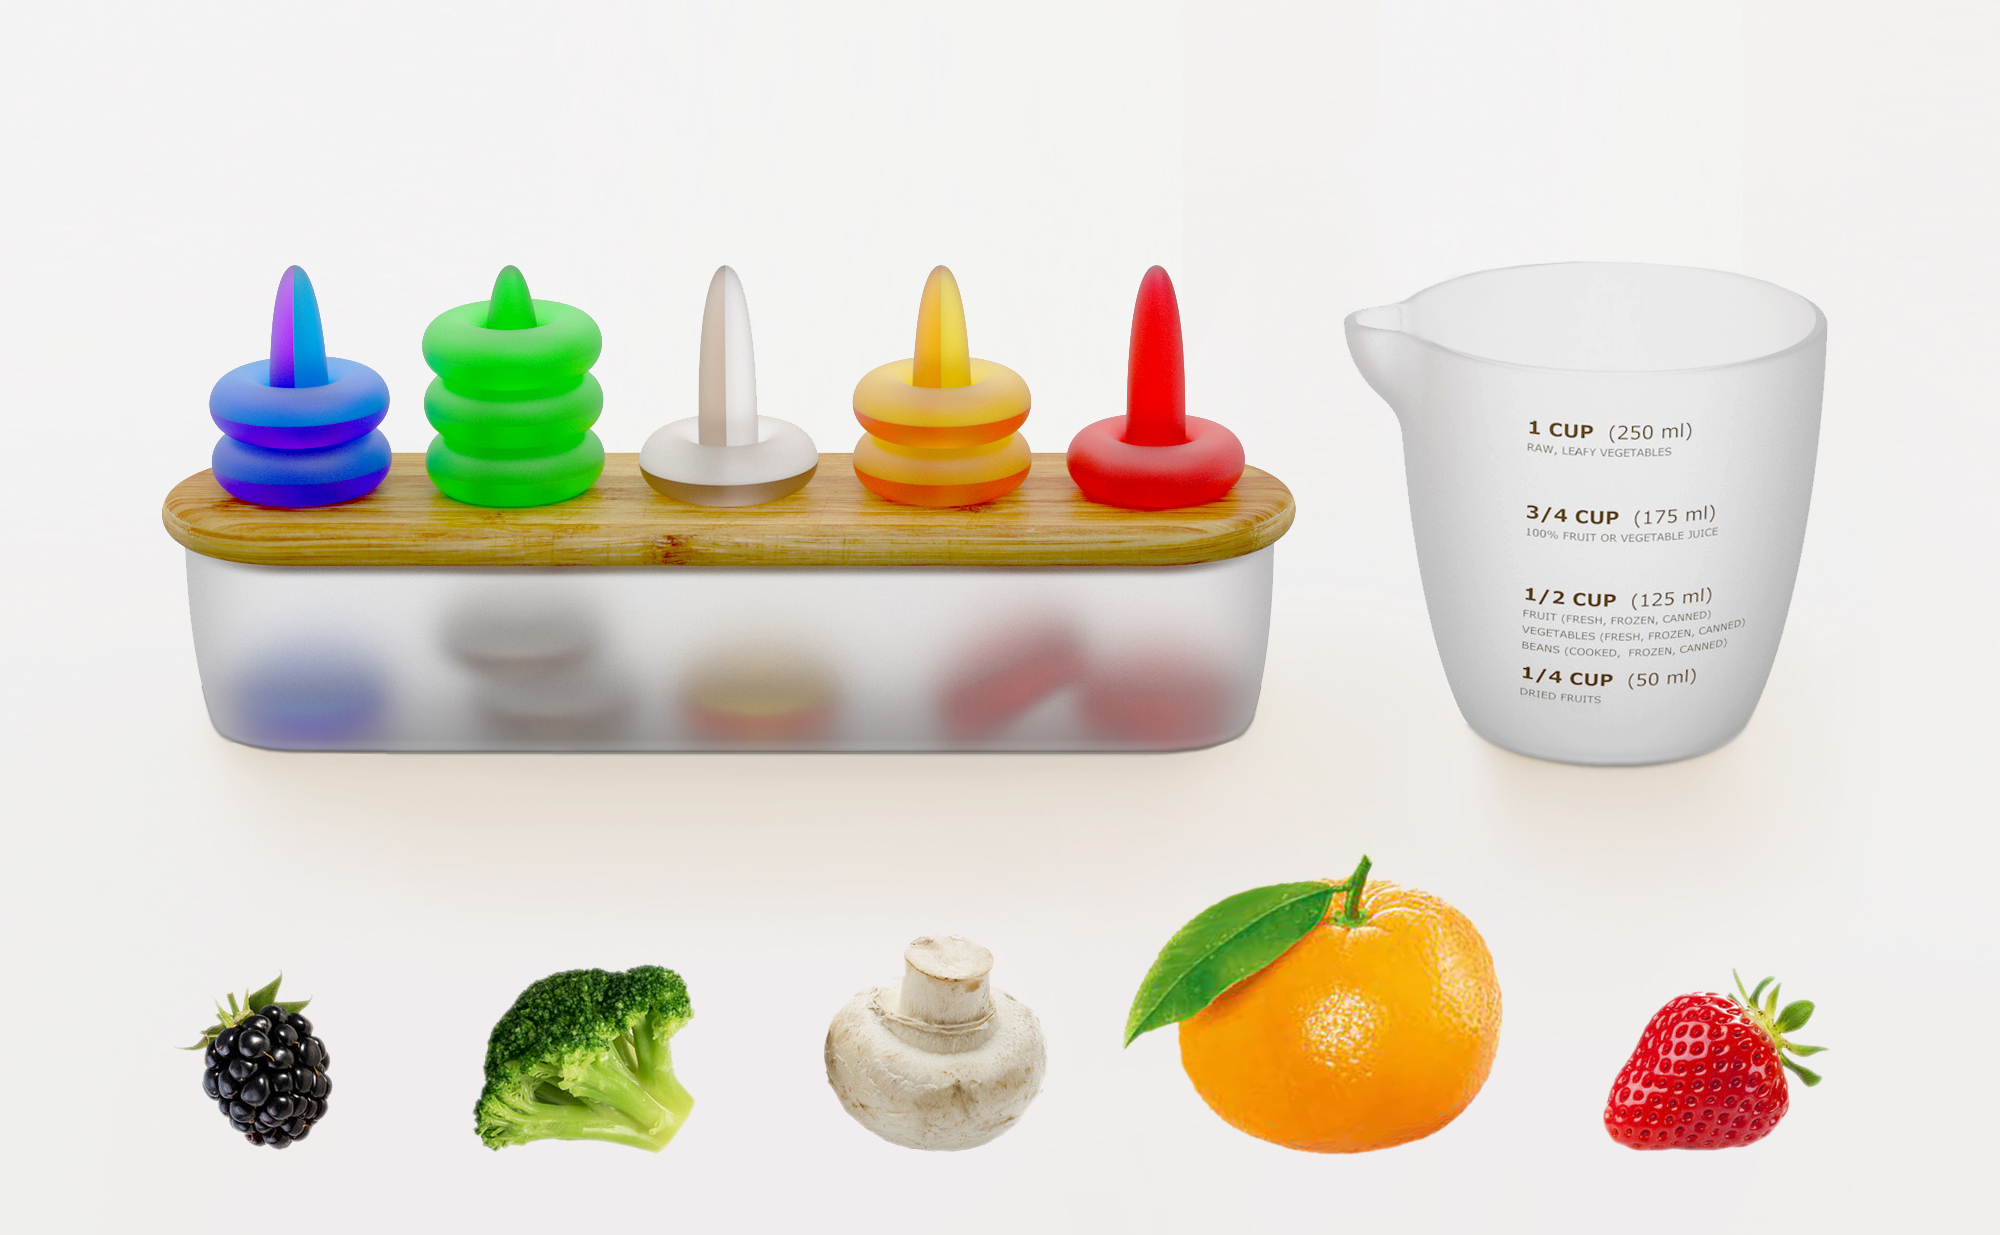 1 CUP (250 ml)
RAW, LEAFY VEGETABLES
3/4 CUP (175 ml)
100% FRUIT OR VEGETABLE JUICE
1/2 CUP (125 ml)
FRUIT (FRESH, FROZEN, CANNED)
VEGETABLES (FRESH, FROZEN, CANNED)
BEANS (COOKED, FROZEN, CANNED)
1/4 CUP (50 ml)
DRIED FRUITS